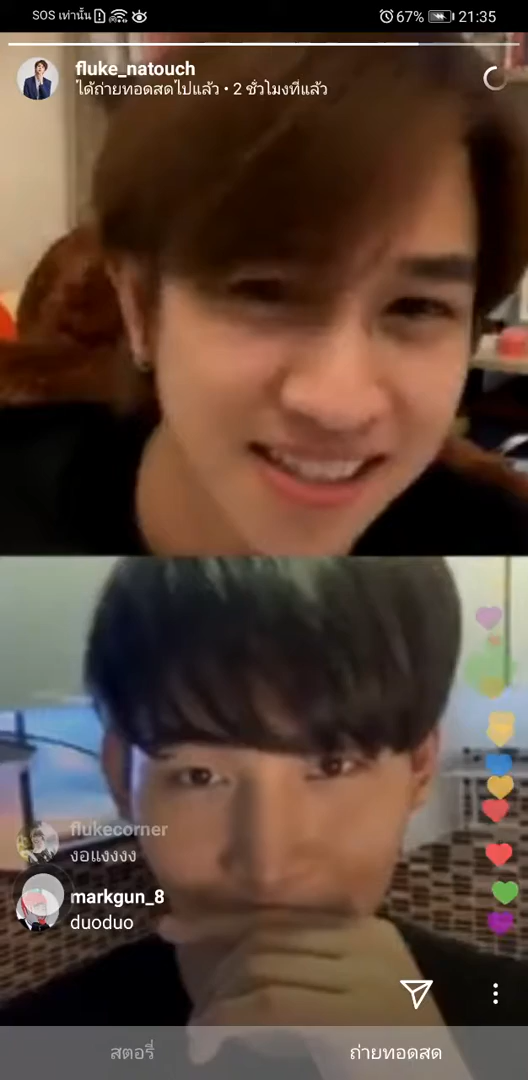 SOS เท่านั้น 67% 21:35
fluke_natouch
ได้ถ่ายทอดสดไปแล้ว • 2 ชั่วโมงที่แล้ว
flukecorner
งอแงงงง
markgun_8
duoduo
สตอรี่ ถ่ายทอดสด